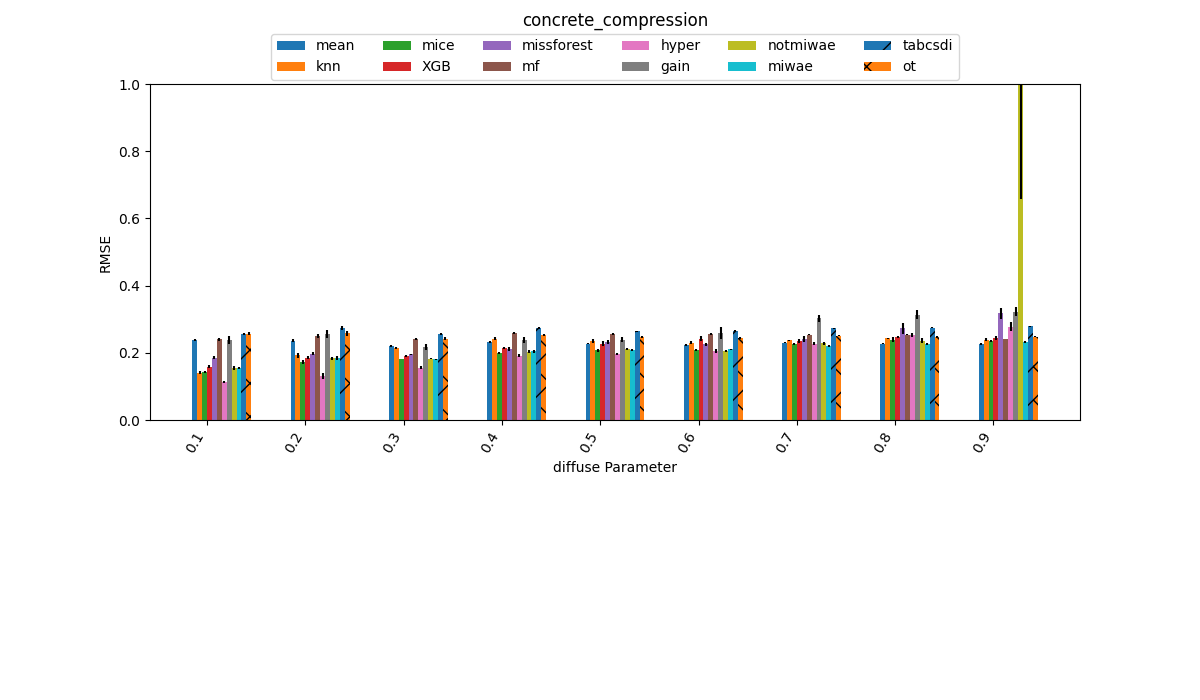 concrete_compression
mean mice missforest hyper notmiwae tabcsdi
knn XGB mf gain miwae ot
1.0
0.8
0.6
0.4
0.2
0.0
RMSE
0.1 0.2 0.3 0.4 0.5 0.6 0.7 0.8 0.9
diffuse Parameter